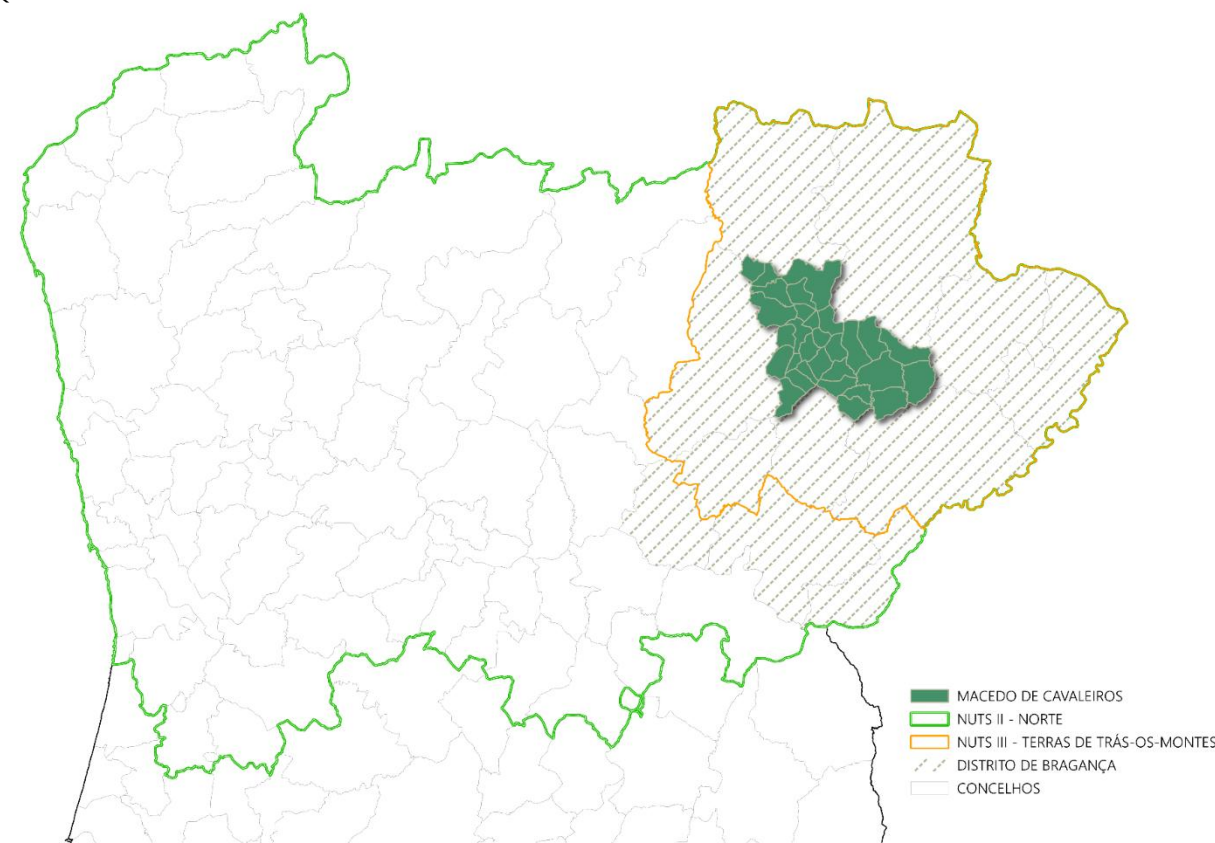 MACEDO DE CAVALEIROS
NUTS II - NORTE
NUTS III - TERRAS DE TRÁS-OS-MONTES
DISTRITO DE BRAGANÇA
CONCELHOS